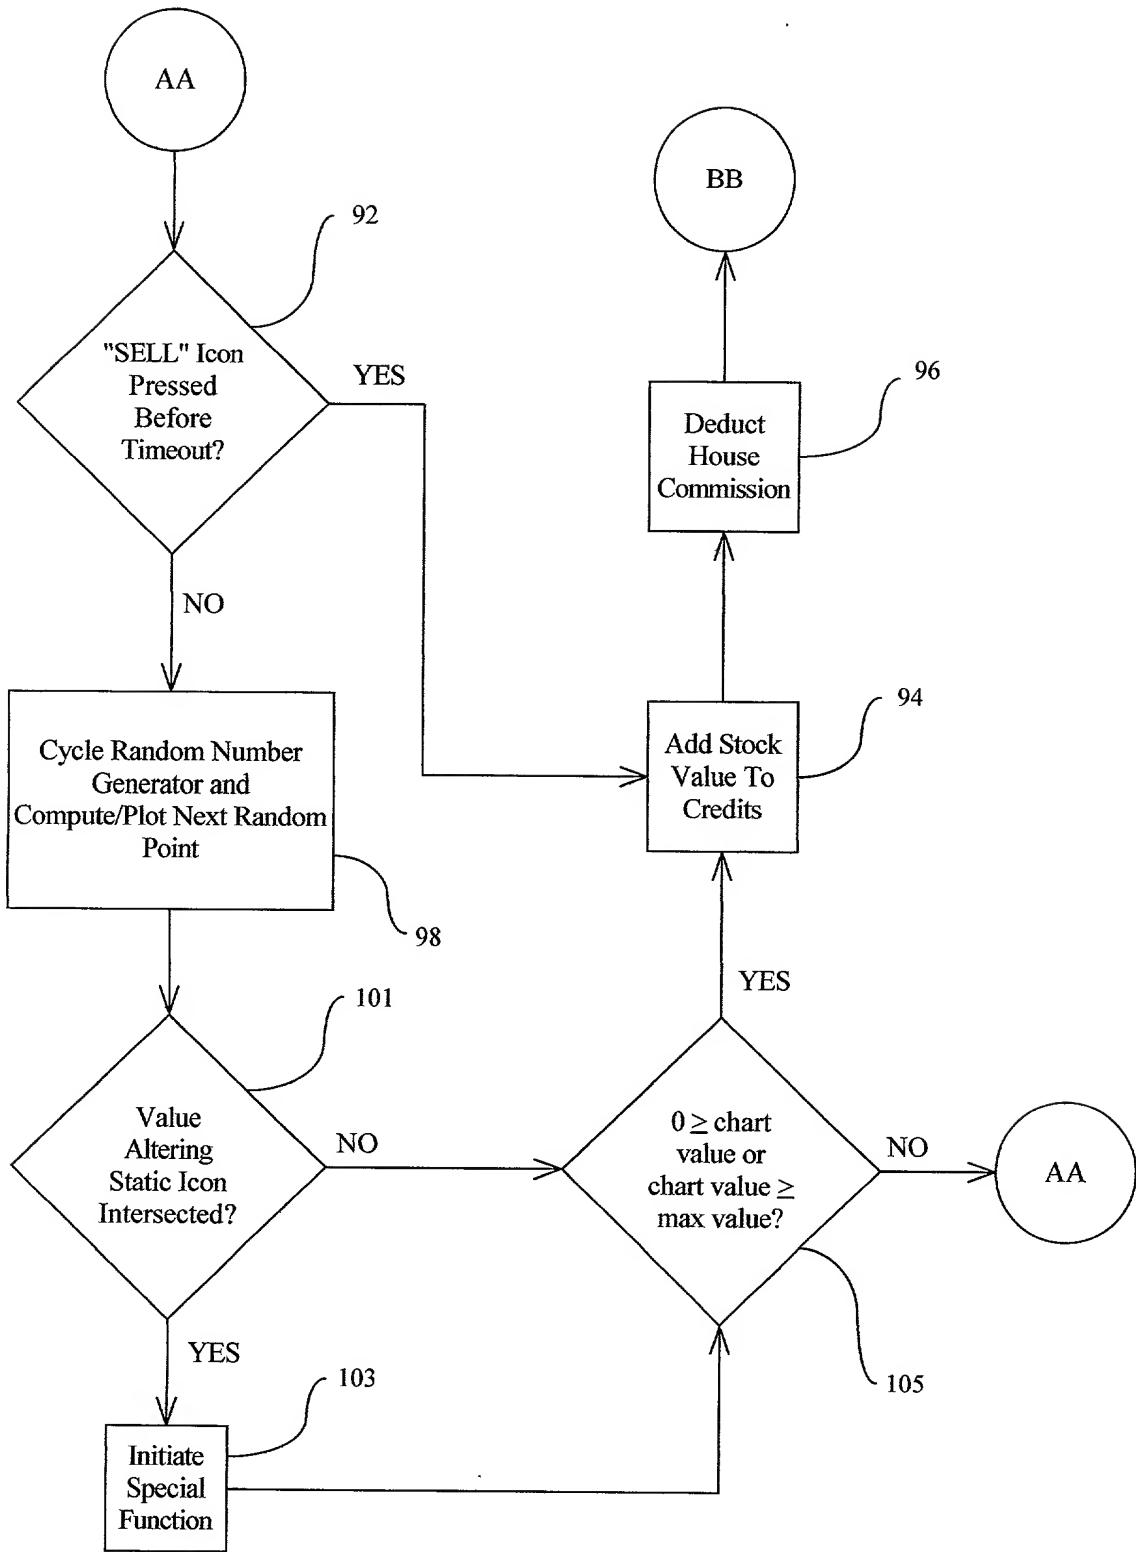 AA
BB
92
"SELL" Icon
Pressed
Before
Timeout?
YES
96
Deduct
House
Commission
NO
94
Add Stock
Value To
Credits
Cycle Random Number
Generator and
Compute/Plot Next Random
Point
98
YES
101
Value
Altering
Static Icon
Intersected?
NO
0 ≥ chart
value or
chart value ≥
max value?
NO
AA
YES
103
105
Initiate
Special
Function